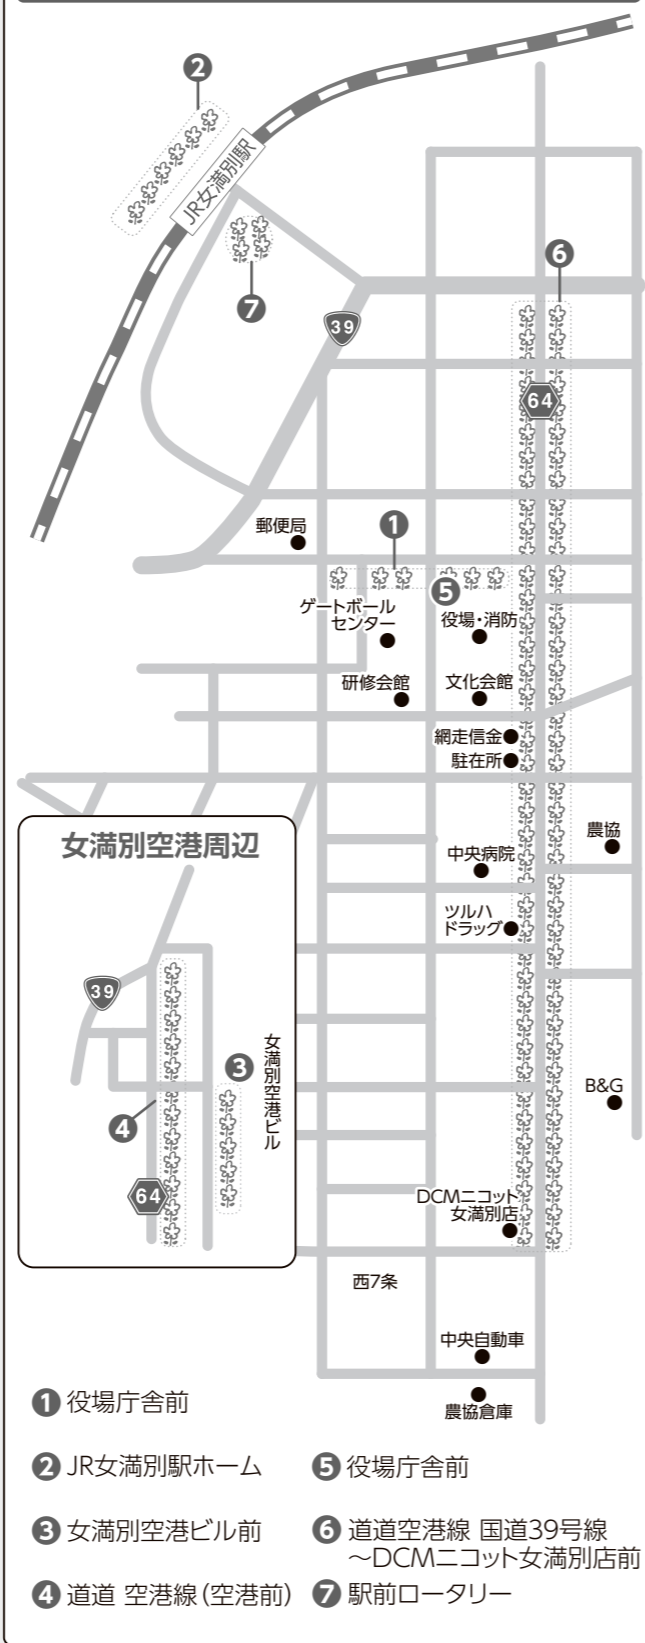 ❷
JR女満別駅
❼
39
❻
64
郵便局
❶
❺
ゲートボール
センター
役場・消防
研修会館
文化会館
網走信金
駐在所
女満別空港周辺
農協
中央病院
ツルハ
ドラッグ
39
❸
女満別空港ビル
❹
64
B&G
DCMニコット
女満別店
西7条
中央自動車
農協倉庫
❶ 役場庁舎前
❷ JR女満別駅ホーム
❸ 女満別空港ビル前
❹ 道道 空港線(空港前)
❺ 役場庁舎前
❻ 道道空港線 国道39号線
～DCMニコット女満別店前
❼ 駅前ロータリー